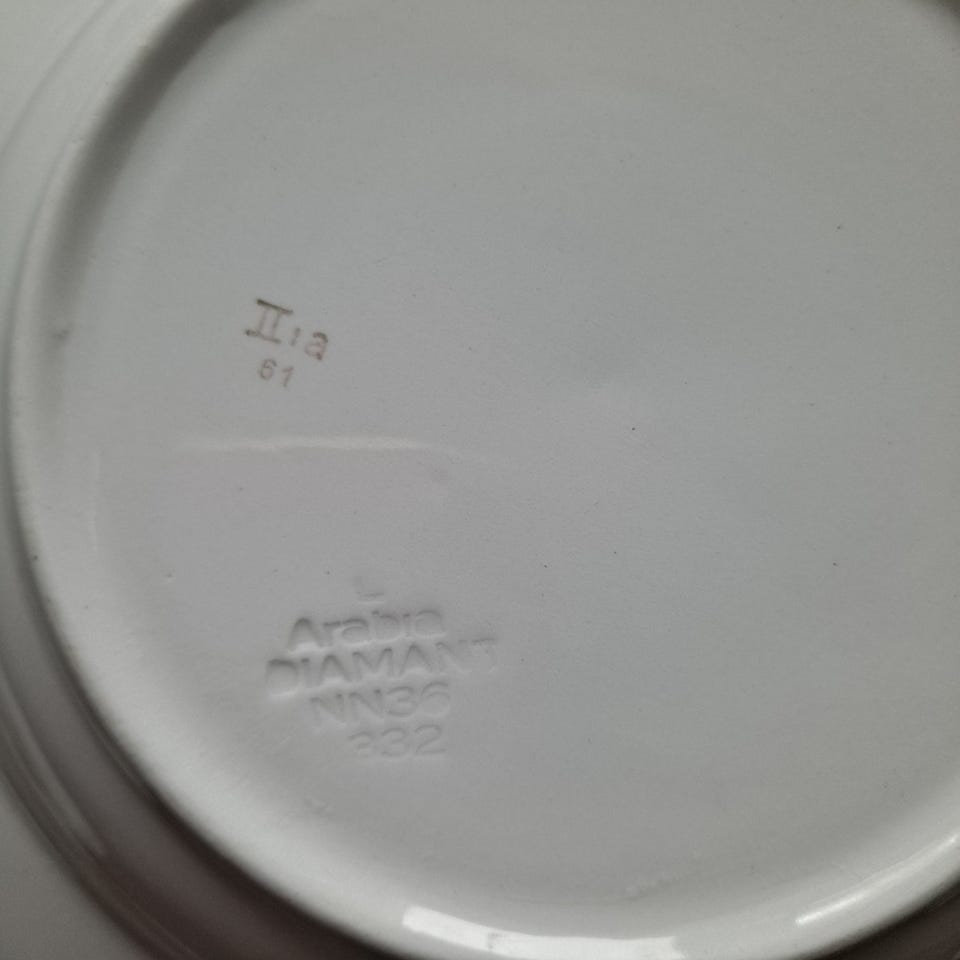 II:a
61
L
Arabia
DIAMANT
NN36
332